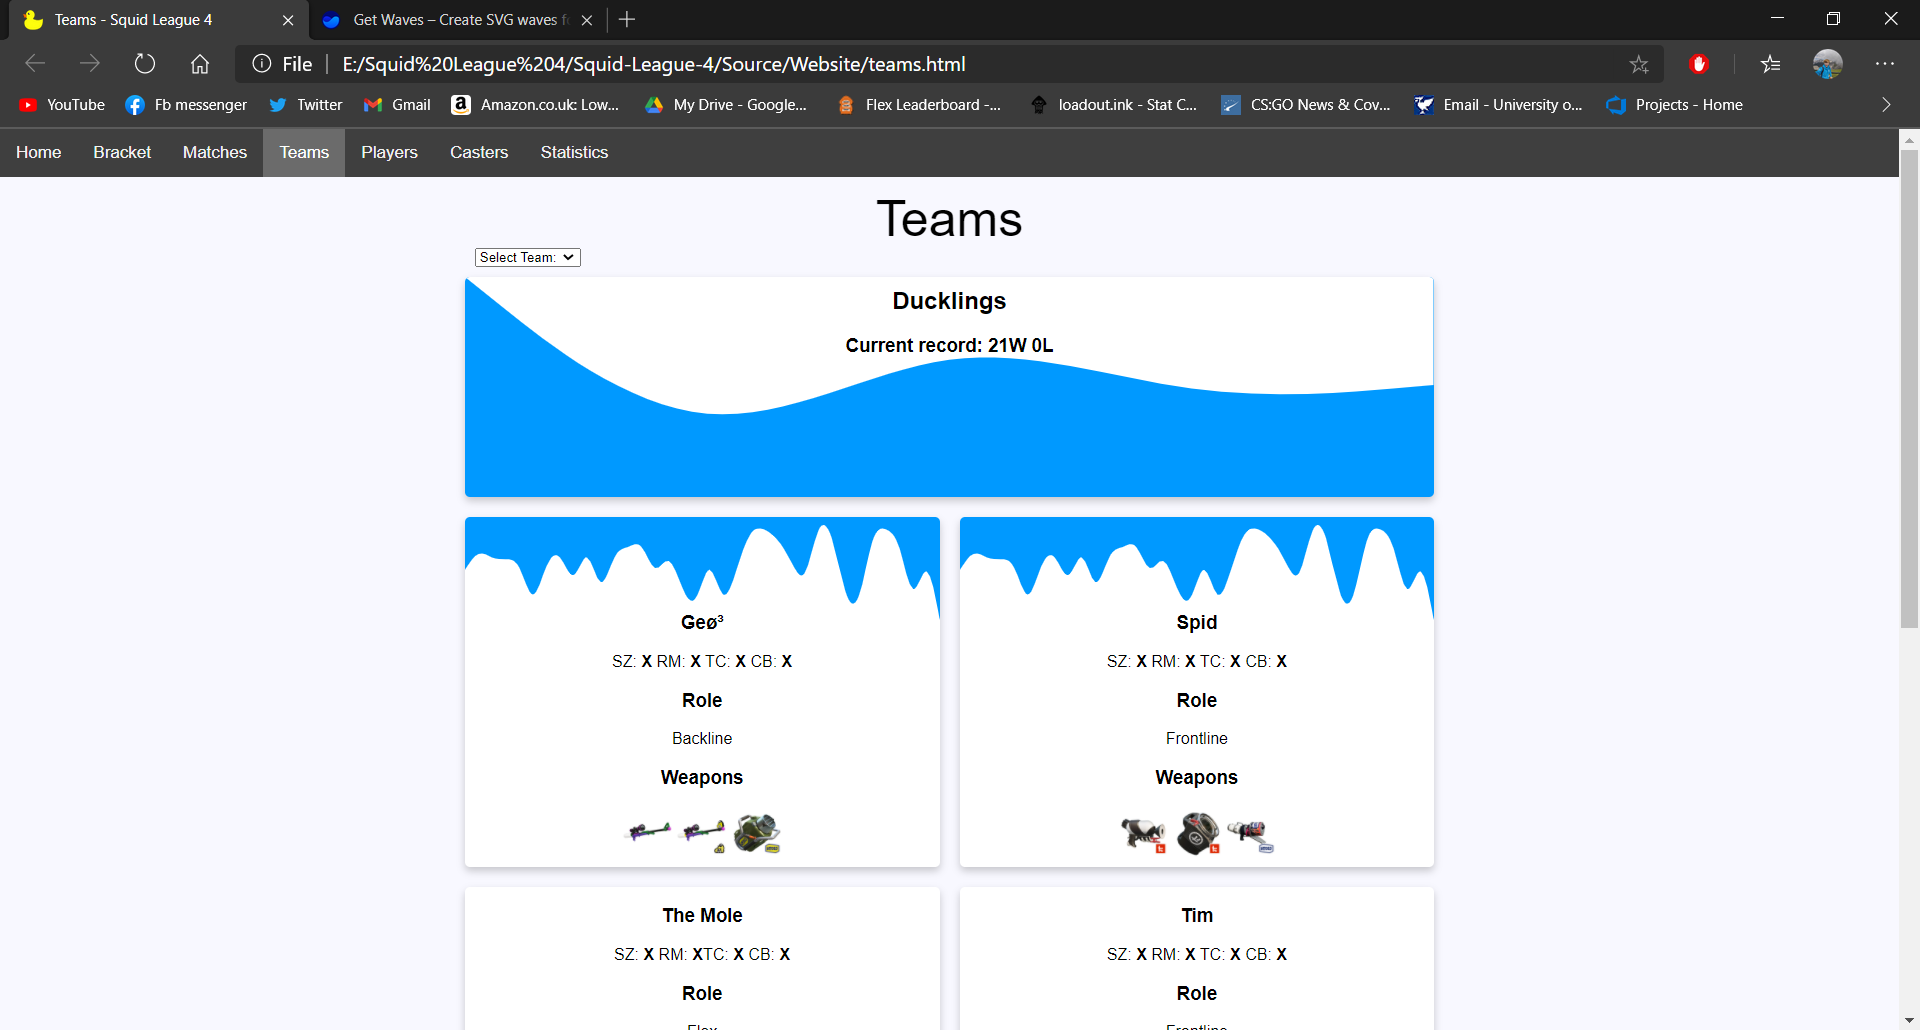 Teams - Squid League 4
Get Waves – Create SVG waves f
File
E:/Squid%20League%204/Squid-League-4/Source/Website/teams.html
YouTube Fb messenger Twitter Gmail Amazon.co.uk: Low... My Drive - Google... Flex Leaderboard -... loadout.ink - Stat C... CS:GO News & Cov... Email - University o... Projects - Home
Home Bracket Matches Teams Players Casters Statistics
Teams
Select Team:
Ducklings
Current record: 21W 0L
Geø³
SZ: X RM: X TC: X CB: X
Role
Backline
Weapons
Spid
SZ: X RM: X TC: X CB: X
Role
Frontline
Weapons
The Mole
SZ: X RM: XTC: X CB: X
Role
Flex
Tim
SZ: X RM: X TC: X CB: X
Role
Frontline